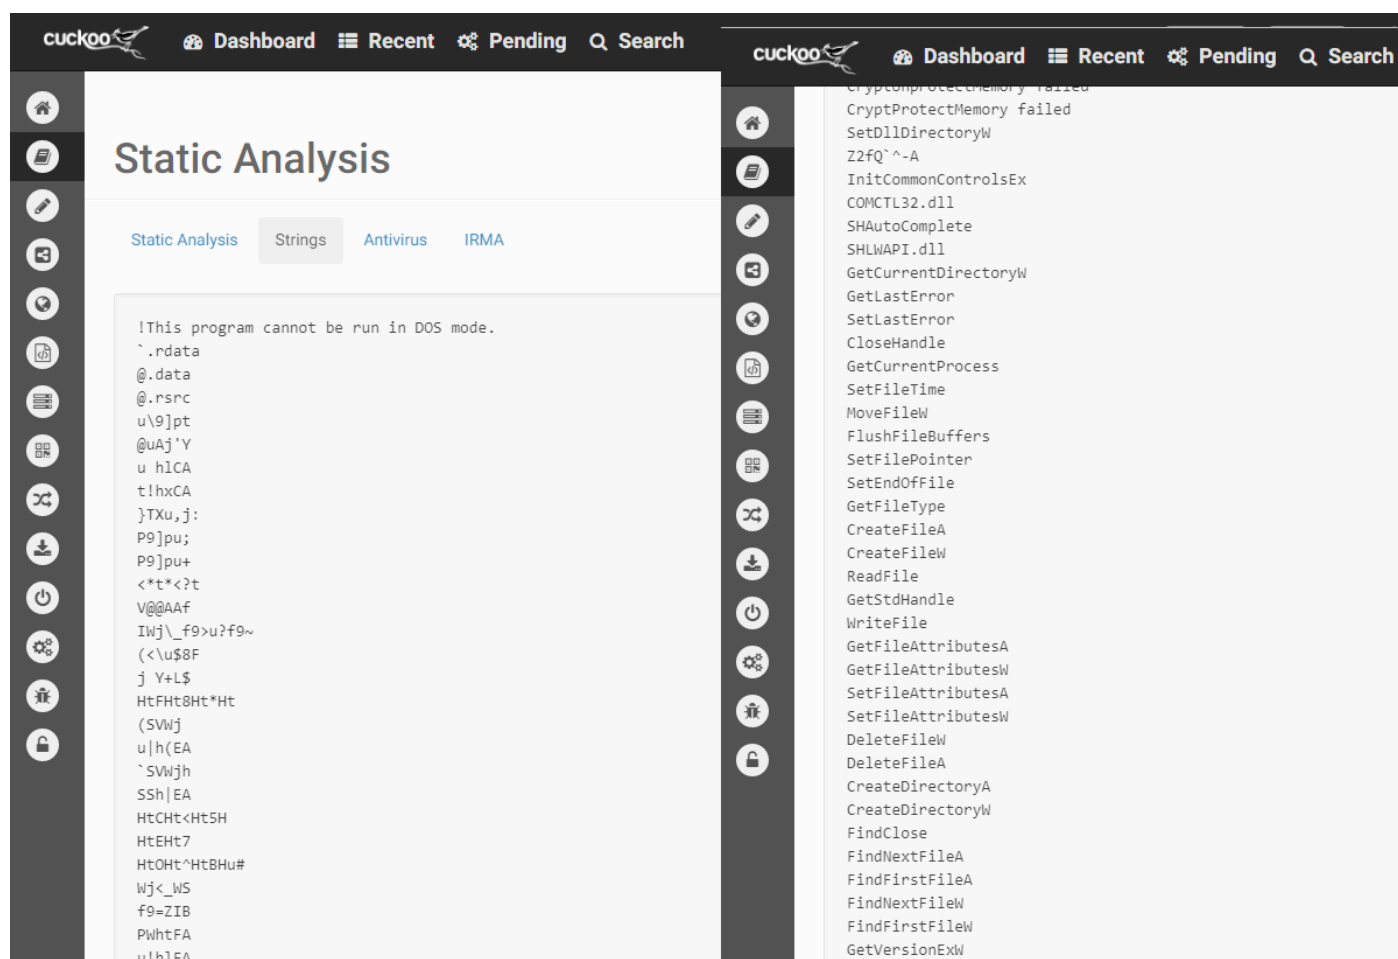 cuckoo Dashboard Recent Pending Search
Static Analysis
Static Analysis Strings Antivirus IRMA
!This program cannot be run in DOS mode.
`.rdata
@.data
@.rsrc
u\9]pt
@uAj'Y
u hlCA
t!hxCA
}TXu,j:
P9]pu;
P9]pu+
<*t*<?t
V@@AAf
IWj\_f9>u?f9~
(<\u$8F
j Y+L$
HtFHt8Ht*Ht
(SVWj
u|h(EA
`SVWjh
SSh|EA
HtCHt<Ht5H
HtEHt7
HtOHt^HtBHu#
Wj<_WS
f9=ZIB
PWhtFA
u!hlFA
cuckoo Dashboard Recent Pending Search
CryptUnprotectMemory failed
CryptProtectMemory failed
SetDllDirectoryW
Z2fQ`^-A
InitCommonControlsEx
COMCTL32.dll
SHAutoComplete
SHLWAPI.dll
GetCurrentDirectoryW
GetLastError
SetLastError
CloseHandle
GetCurrentProcess
SetFileTime
MoveFileW
FlushFileBuffers
SetFilePointer
SetEndOfFile
GetFileType
CreateFileA
CreateFileW
ReadFile
GetStdHandle
WriteFile
GetFileAttributesA
GetFileAttributesW
SetFileAttributesA
SetFileAttributesW
DeleteFileW
DeleteFileA
CreateDirectoryA
CreateDirectoryW
FindClose
FindNextFileA
FindFirstFileA
FindNextFileW
FindFirstFileW
GetVersionExW